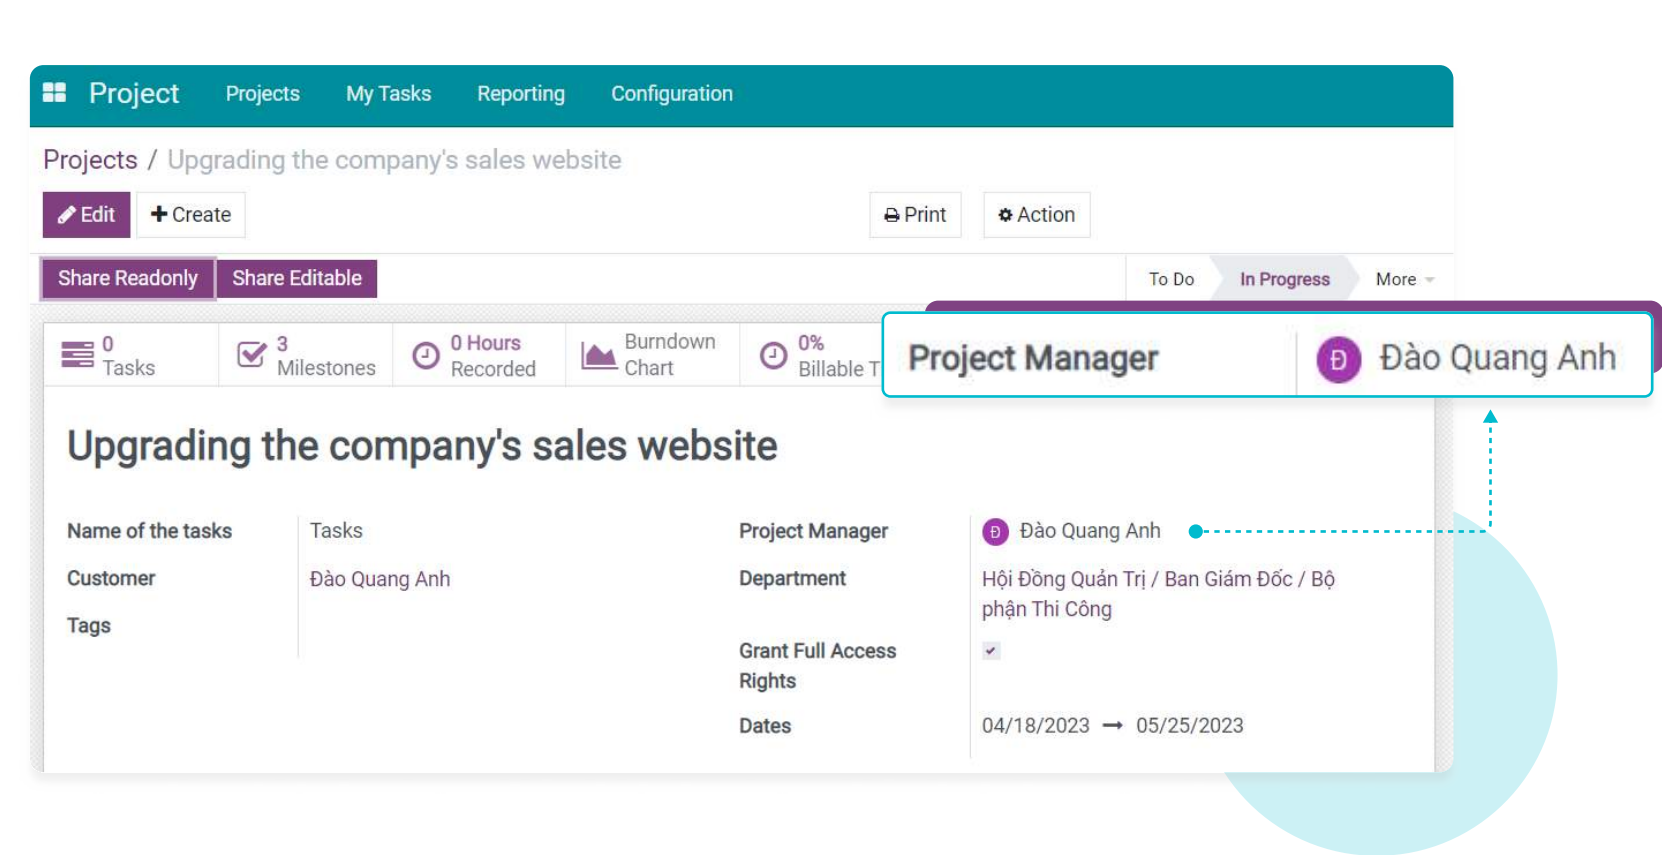 Project Projects My Tasks Reporting Configuration
Projects / Upgrading the company's sales website
Edit Create Print Action
Share Readonly Share Editable To Do In Progress More
0 Tasks
3 Milestones
0 Hours Recorded
Burndown Chart
0% Billable T
Project Manager Đào Quang Anh
Upgrading the company's sales website
Name of the tasks Tasks
Customer Đào Quang Anh
Tags
Project Manager Đ Đào Quang Anh
Department Hội Đồng Quản Trị / Ban Giám Đốc / Bộ
phận Thi Công
Grant Full Access
Rights
Dates 04/18/2023 → 05/25/2023